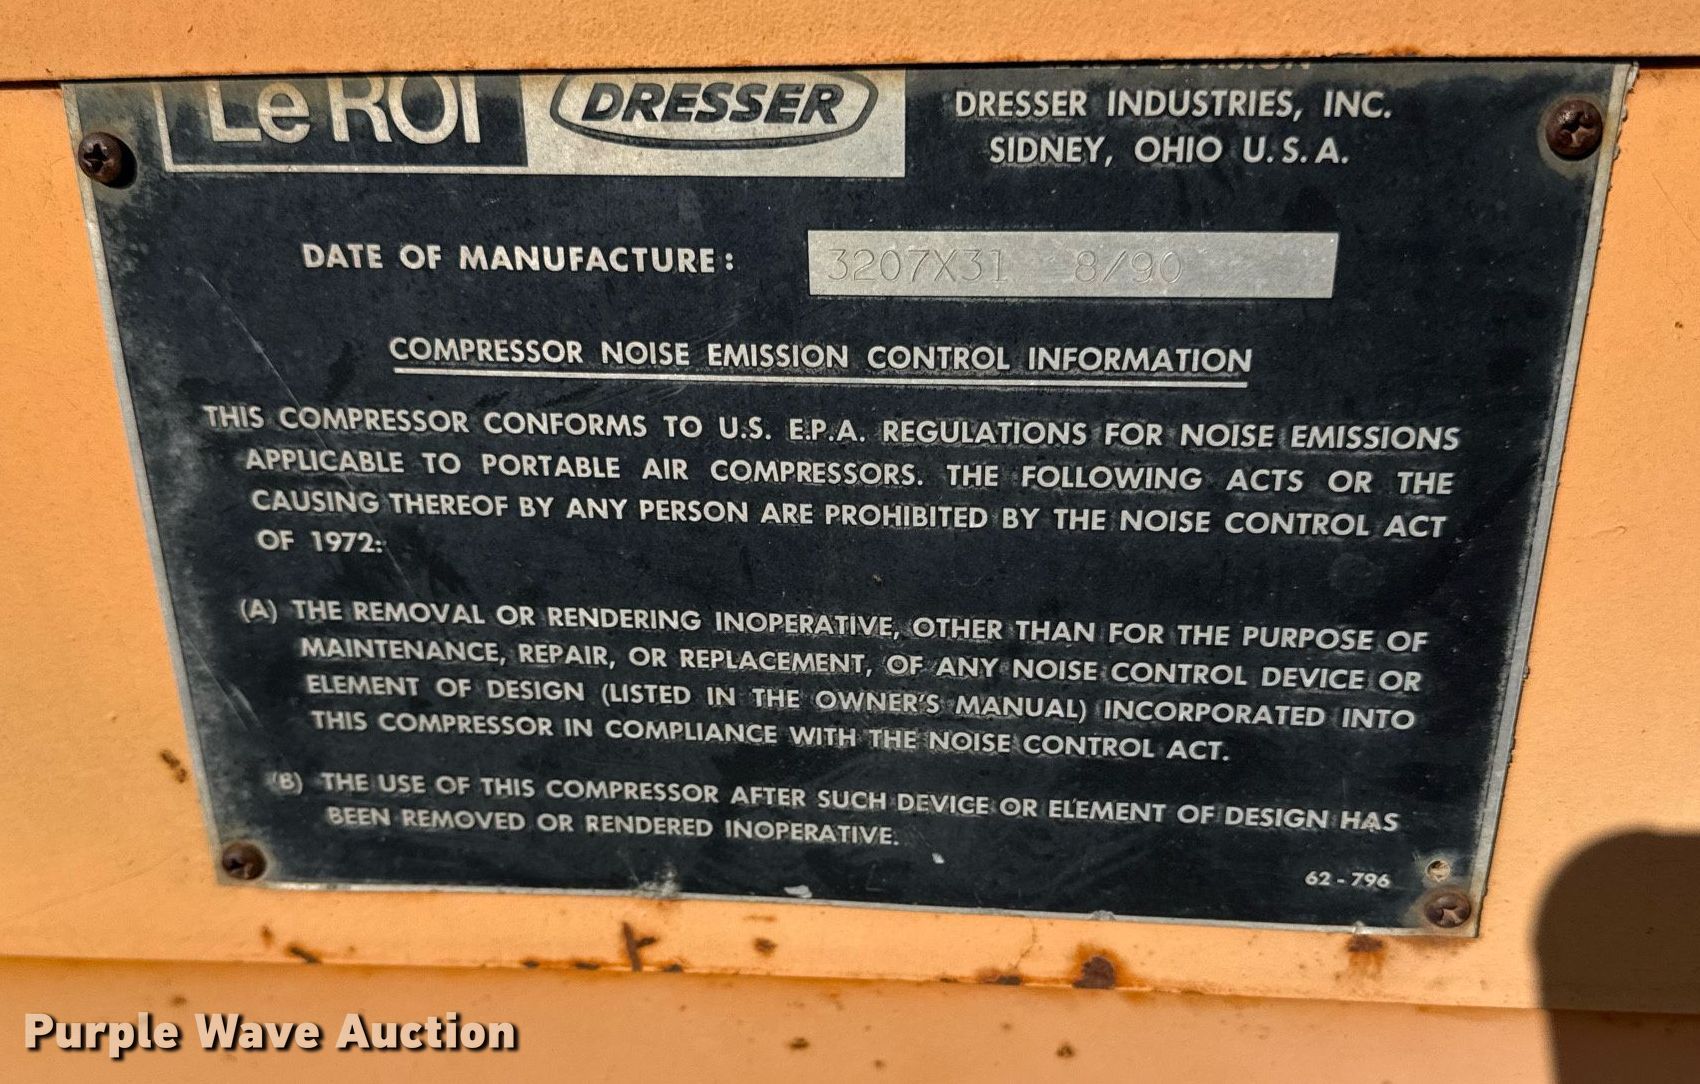 Le ROI DRESSER
DRESSER INDUSTRIES, INC.
SIDNEY, OHIO U.S.A.
DATE OF MANUFACTURE: 3207X31 8/90
COMPRESSOR NOISE EMISSION CONTROL INFORMATION
THIS COMPRESSOR CONFORMS TO U.S. E.P.A. REGULATIONS FOR NOISE EMISSIONS
APPLICABLE TO PORTABLE AIR COMPRESSORS. THE FOLLOWING ACTS OR THE
CAUSING THEREOF BY ANY PERSON ARE PROHIBITED BY THE NOISE CONTROL ACT
OF 1972:
(A) THE REMOVAL OR RENDERING INOPERATIVE, OTHER THAN FOR THE PURPOSE OF
MAINTENANCE, REPAIR, OR REPLACEMENT, OF ANY NOISE CONTROL DEVICE OR
ELEMENT OF DESIGN (LISTED IN THE OWNER'S MANUAL) INCORPORATED INTO
THIS COMPRESSOR IN COMPLIANCE WITH THE NOISE CONTROL ACT.
(B) THE USE OF THIS COMPRESSOR AFTER SUCH DEVICE OR ELEMENT OF DESIGN HAS
BEEN REMOVED OR RENDERED INOPERATIVE.
62-796
Purple Wave Auction